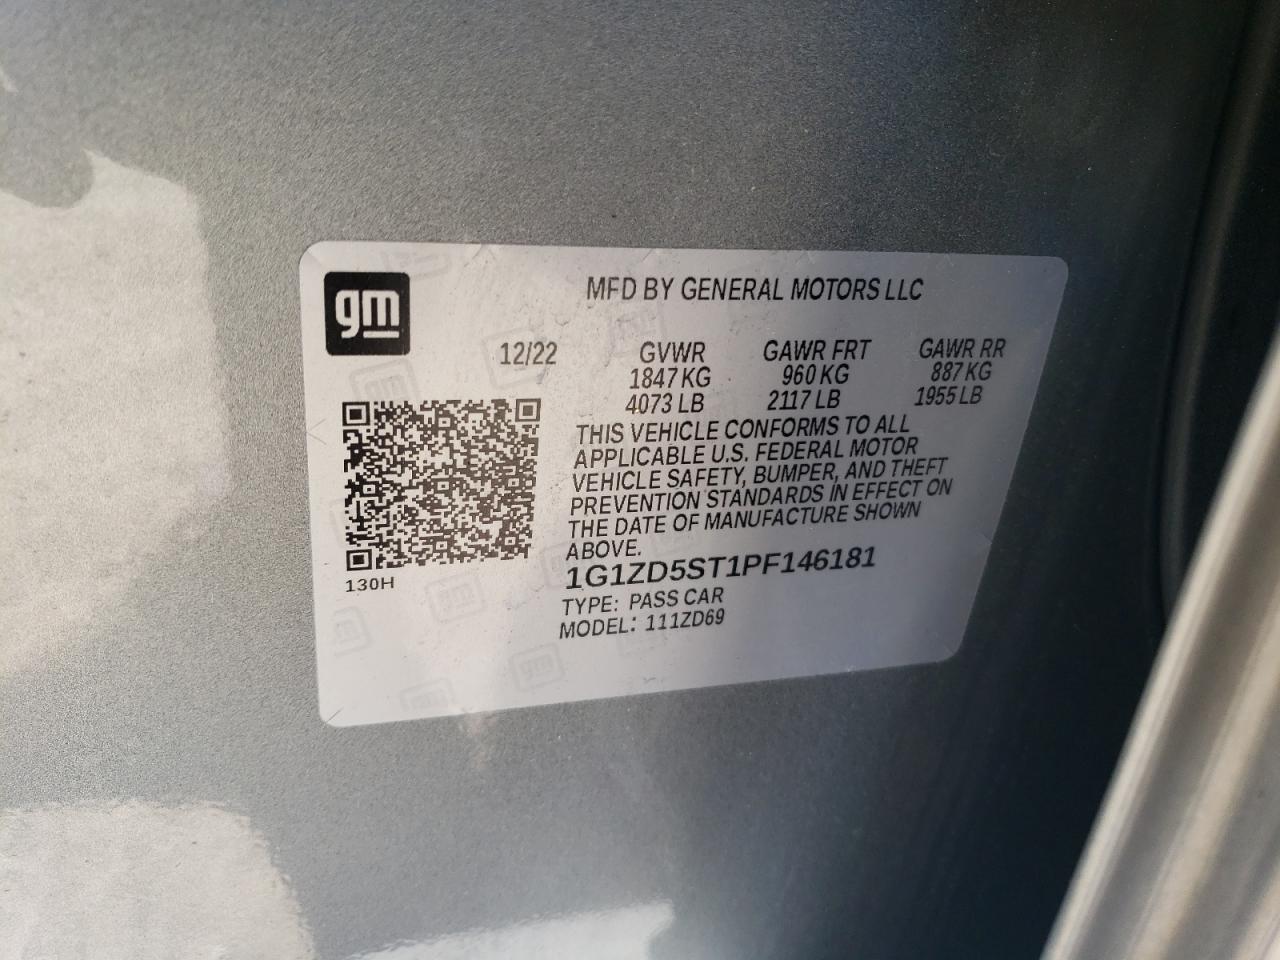 gm
MFD BY GENERAL MOTORS LLC
12/22 GVWR GAWR FRT GAWR RR
1847 KG 960 KG 887 KG
4073 LB 2117 LB 1955 LB
THIS VEHICLE CONFORMS TO ALL
APPLICABLE U.S. FEDERAL MOTOR
VEHICLE SAFETY, BUMPER, AND THEFT
PREVENTION STANDARDS IN EFFECT ON
THE DATE OF MANUFACTURE SHOWN
ABOVE.
130H
1G1ZD5ST1PF146181
TYPE: PASS CAR
MODEL: 111ZD69